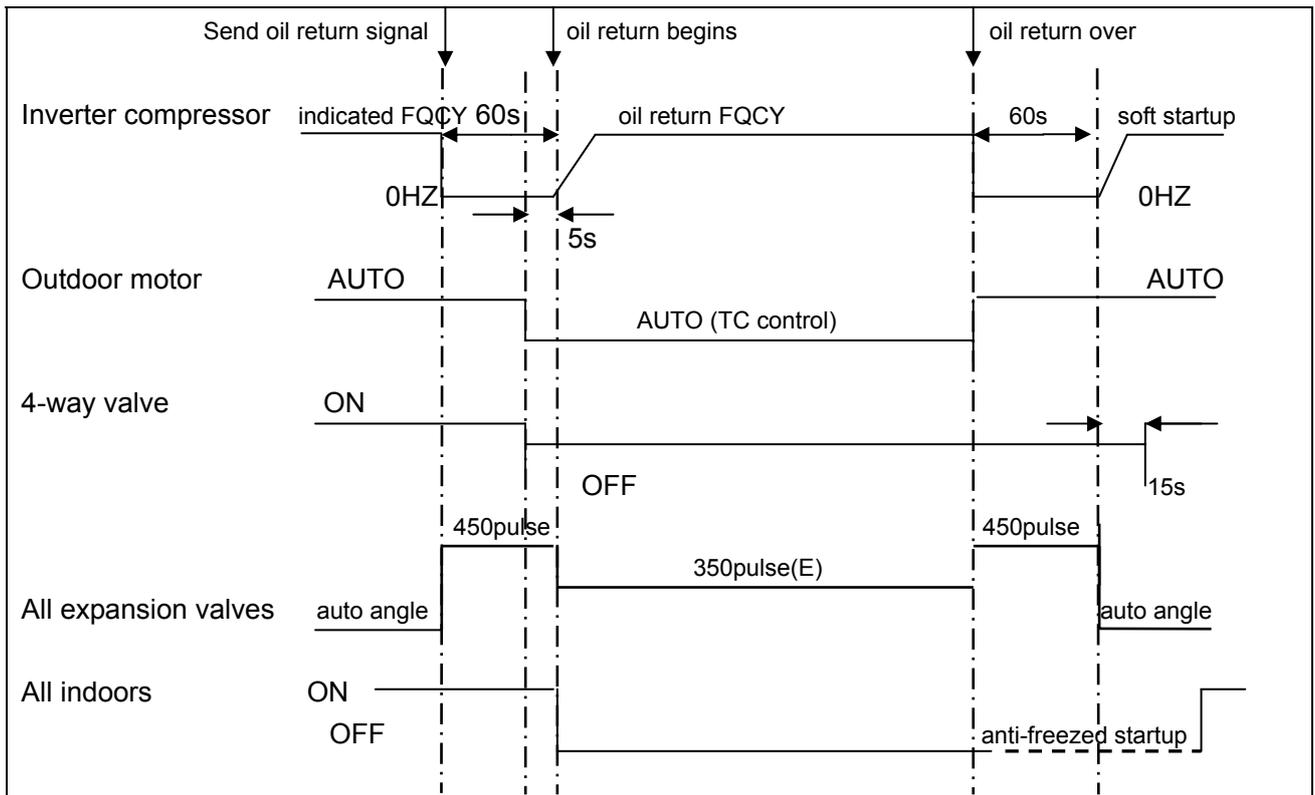 Send oil return signal oil return begins oil return over
Inverter compressor indicated FQCY 60s oil return FQCY 60s soft startup
0HZ 0HZ
5s
Outdoor motor AUTO AUTO
AUTO (TC control)
4-way valve ON
OFF 15s
450pulse 450pulse
350pulse(E)
All expansion valves auto angle auto angle
All indoors ON
OFF anti-freezed startup